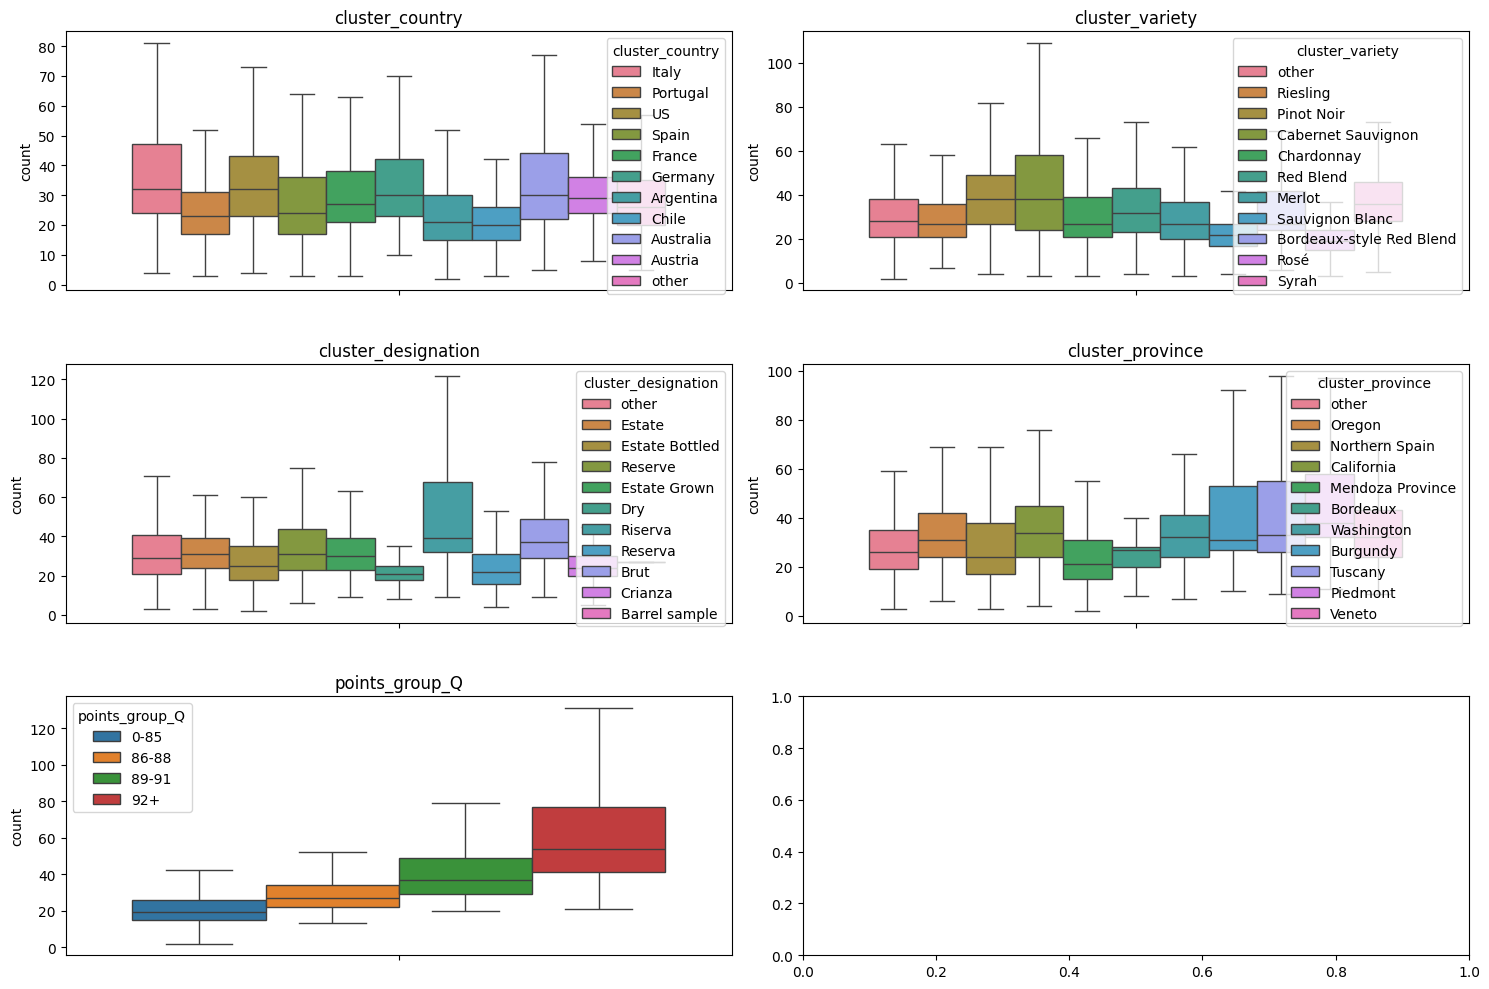 cluster_country
count
80
70
60
50
40
30
20
10
0
cluster_country
Italy
Portugal
US
Spain
France
Germany
Argentina
Chile
Australia
Austria
other
cluster_variety
count
100
80
60
40
20
0
cluster_variety
other
Riesling
Pinot Noir
Cabernet Sauvignon
Chardonnay
Red Blend
Merlot
Sauvignon Blanc
Bordeaux-style Red Blend
Rosé
Syrah
cluster_designation
count
120
100
80
60
40
20
0
cluster_designation
other
Estate
Estate Bottled
Reserve
Estate Grown
Dry
Riserva
Reserva
Brut
Crianza
Barrel sample
cluster_province
count
100
80
60
40
20
0
cluster_province
other
Oregon
Northern Spain
California
Mendoza Province
Bordeaux
Washington
Burgundy
Tuscany
Piedmont
Veneto
points_group_Q
count
120
100
80
60
40
20
0
points_group_Q
0-85
86-88
89-91
92+
1.0
0.8
0.6
0.4
0.2
0.0
0.0 0.2 0.4 0.6 0.8 1.0